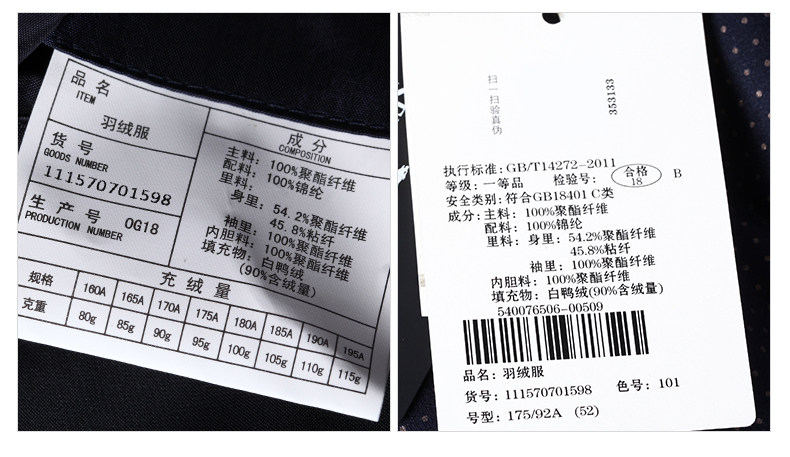 品名
ITEM
羽绒服
货号
GOODS NUMBER
111570701598
生产号 0G18
PRODUCTION NUMBER
成分
COMPOSITION
主料：100%聚酯纤维
配料：100%锦纶
里料：
身里：54.2%聚酯纤维
45.8%粘纤
袖里：100%聚酯纤维
内胆料：100%聚酯纤维
填充物：白鸭绒
(90%含绒量)
充绒量
规格 160A 165A 170A 175A 180A 185A 190A 195A
克重 80g 85g 90g 95g 100g 105g 110g 115g
扫一扫验真伪
353133
执行标准：GB/T14272-2011
等级：一等品 检验号：合格 18 B
安全类别：符合GB18401 C类
成分：主料：100%聚酯纤维
配料：100%锦纶
里料：身里：54.2%聚酯纤维
45.8%粘纤
袖里：100%聚酯纤维
内胆料：100%聚酯纤维
填充物：白鸭绒(90%含绒量)
540076506-00509
品名：羽绒服
货号：111570701598 色号：101
号型：175/92A (52)